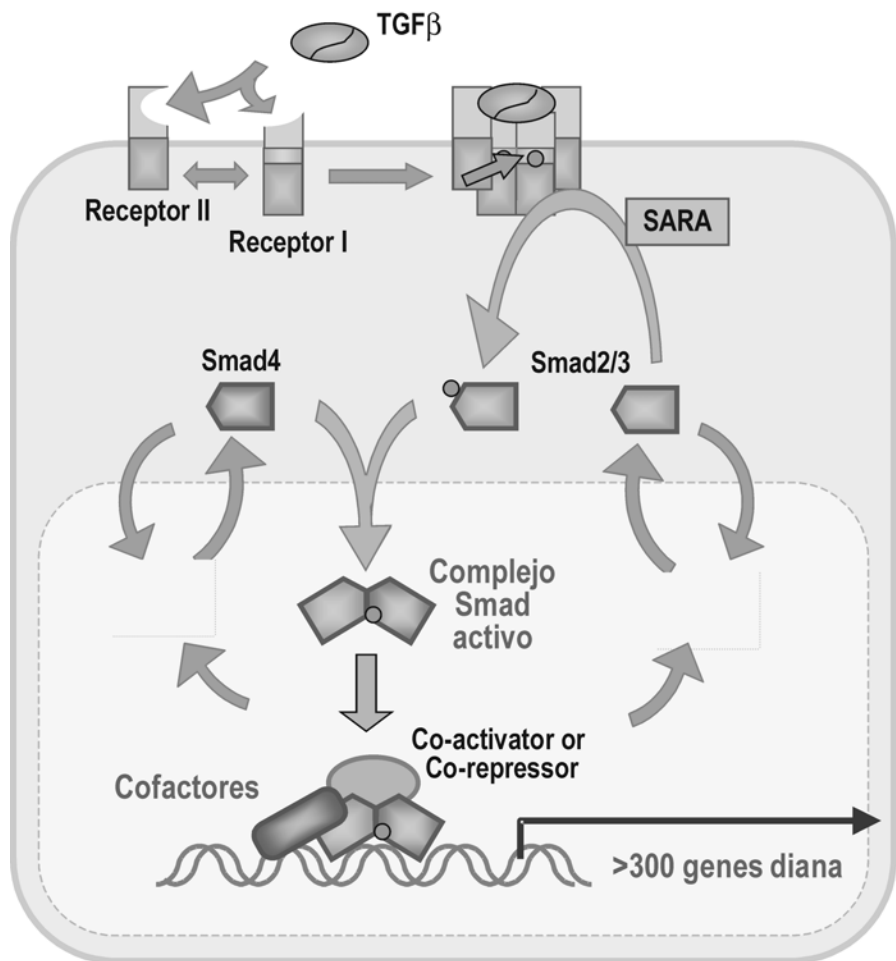 TGFβ
Receptor II
Receptor I
SARA
Smad4
Smad2/3
Complejo
Smad
activo
Co-activator or
Co-repressor
Cofactores
>300 genes diana